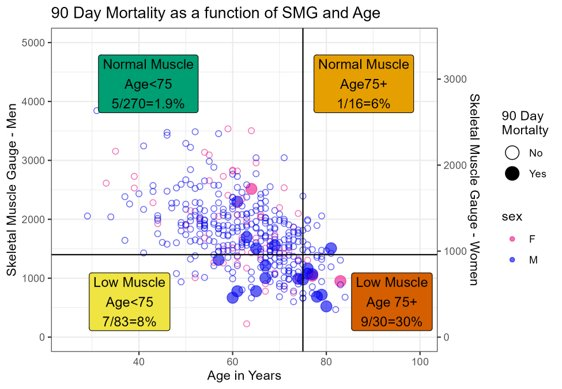 90 Day Mortality as a function of SMG and Age
5000
4000
3000
2000
1000
0
Skeletal Muscle Gauge - Men
Normal Muscle
Age<75
5/270=1.9%
Normal Muscle
Age75+
1/16=6%
Low Muscle
Age<75
7/83=8%
Low Muscle
Age 75+
9/30=30%
3000
2000
1000
0
Skeletal Muscle Gauge - Women
40
60
80
100
Age in Years
90 Day
Mortalty
No
Yes
sex
F
M